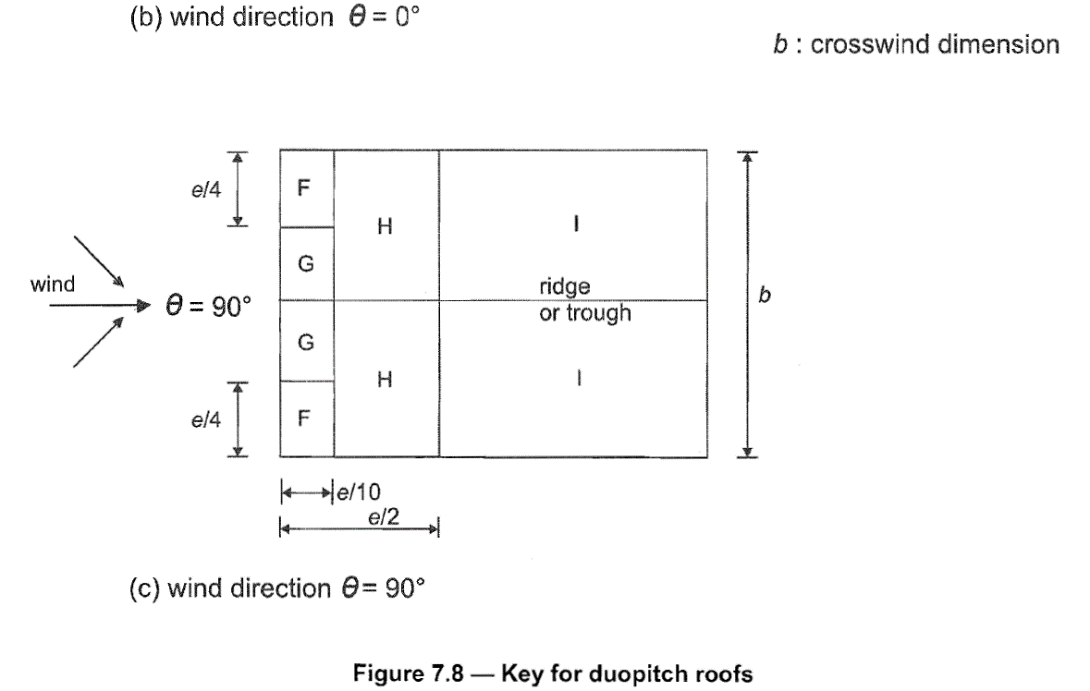 (b) wind direction θ = 0°
b : crosswind dimension
e/4
F
H
I
G
wind
θ = 90°
ridge
or trough
b
G
H
I
e/4
F
e/10
e/2
(c) wind direction θ= 90°
Figure 7.8 — Key for duopitch roofs